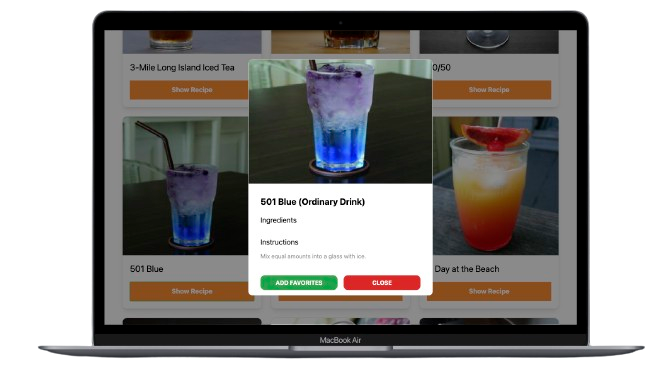 3-Mile Long Island Iced Tea
0/50
Show Recipe
Show Recipe
501 Blue (Ordinary Drink)
Ingredients
Instructions
Mix equal amounts into a glass with ice.
501 Blue
Day at the Beach
ADD FAVORITES
CLOSE
Show Recipe
Show Recipe
MacBook Air